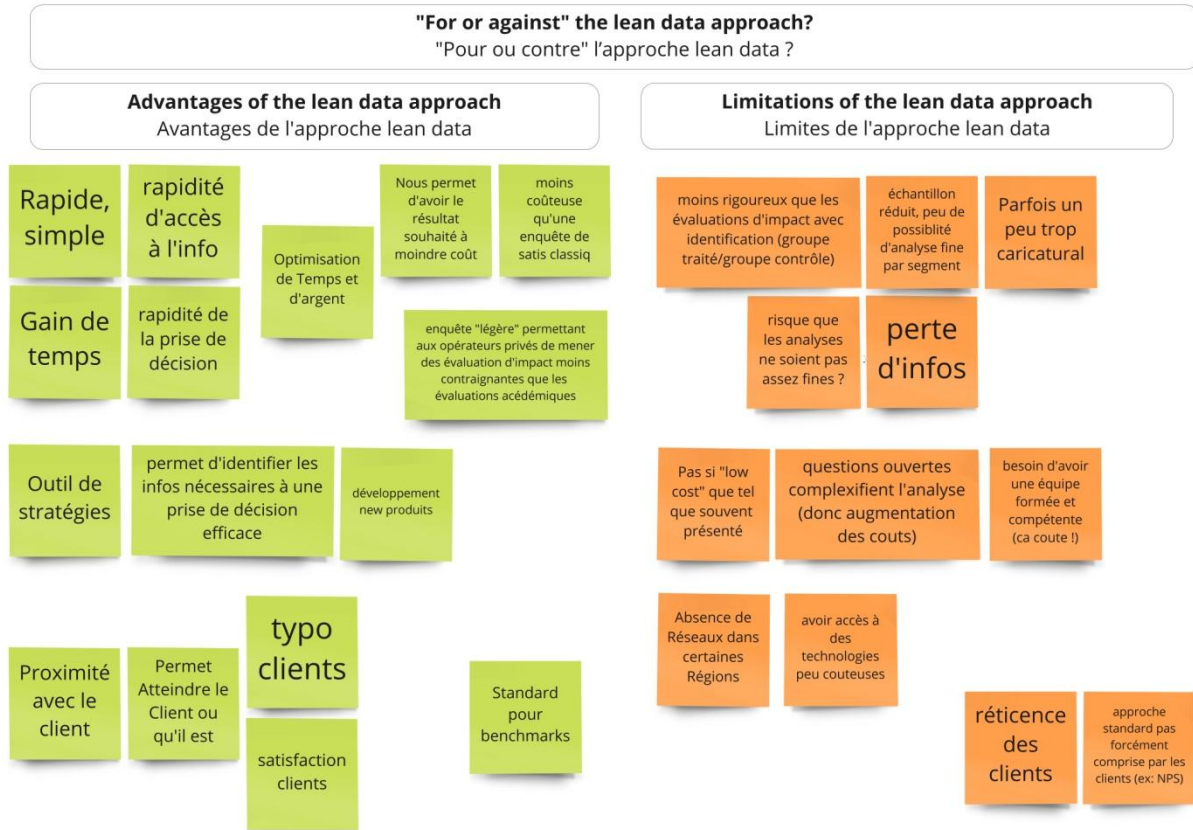 "For or against" the lean data approach?
"Pour ou contre" l'approche lean data ?
Advantages of the lean data approach
Avantages de l'approche lean data
Rapide,
simple
rapidité
d'accès
à l'info
Optimisation
de Temps et
d'argent
Nous permet
d'avoir le
résultat
souhaité à
moindre coût
moins
coûteuse
qu'une
enquête de
satis classiq
Gain de
temps
rapidité de
la prise de
décision
enquête "légère" permettant
aux opérateurs privés de mener
des évaluation d'impact moins
contraignantes que les
évaluations acédémiques
Outil de
stratégies
permet d'identifier les
infos nécessaires à une
prise de décision
efficace
développement
new produits
Proximité
avec le
client
Permet
Atteindre le
Client ou
qu'il est
typo
clients
satisfaction
clients
Standard
pour
benchmarks
Limitations of the lean data approach
Limites de l'approche lean data
moins rigoureux que les
évaluations d'impact avec
identification (groupe
traité/groupe contrôle)
échantillon
réduit, peu de
possiblité
d'analyse fine
par segment
Parfois un
peu trop
caricatural
risque que
les analyses
ne soient pas
assez fines ?
perte
d'infos
Pas si "low
cost" que tel
que souvent
présenté
questions ouvertes
complexifient l'analyse
(donc augmentation
des couts)
besoin d'avoir
une équipe
formée et
compétente
(ca coute !)
Absence de
Réseaux dans
certaines
Régions
avoir accès à
des
technologies
peu couteuses
réticence
des
clients
approche
standard pas
forcément
comprise par les
clients (ex: NPS)